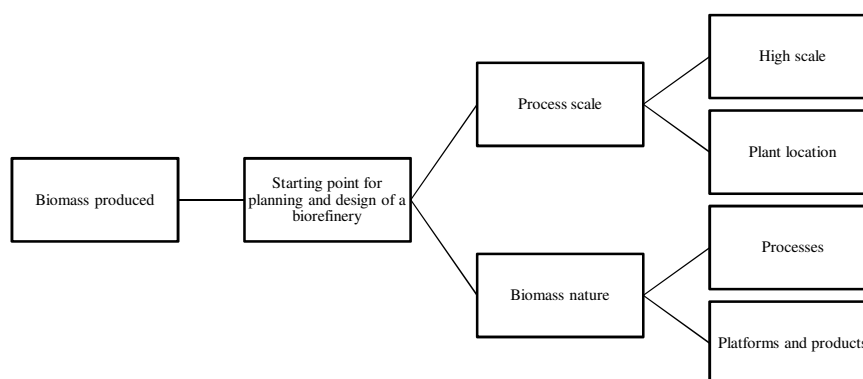 Biomass produced
Starting point for
planning and design of a
biorefinery
Process scale
High scale
Plant location
Biomass nature
Processes
Platforms and products